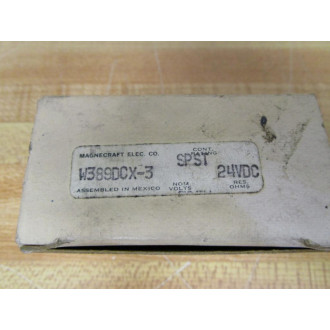 MAGNECRAFT ELEC. CO.
CONT.
W389DCX-3 SPST 24VDC
ASSEMBLED IN MEXICO
NOM. VOLTS
RES. OHMS